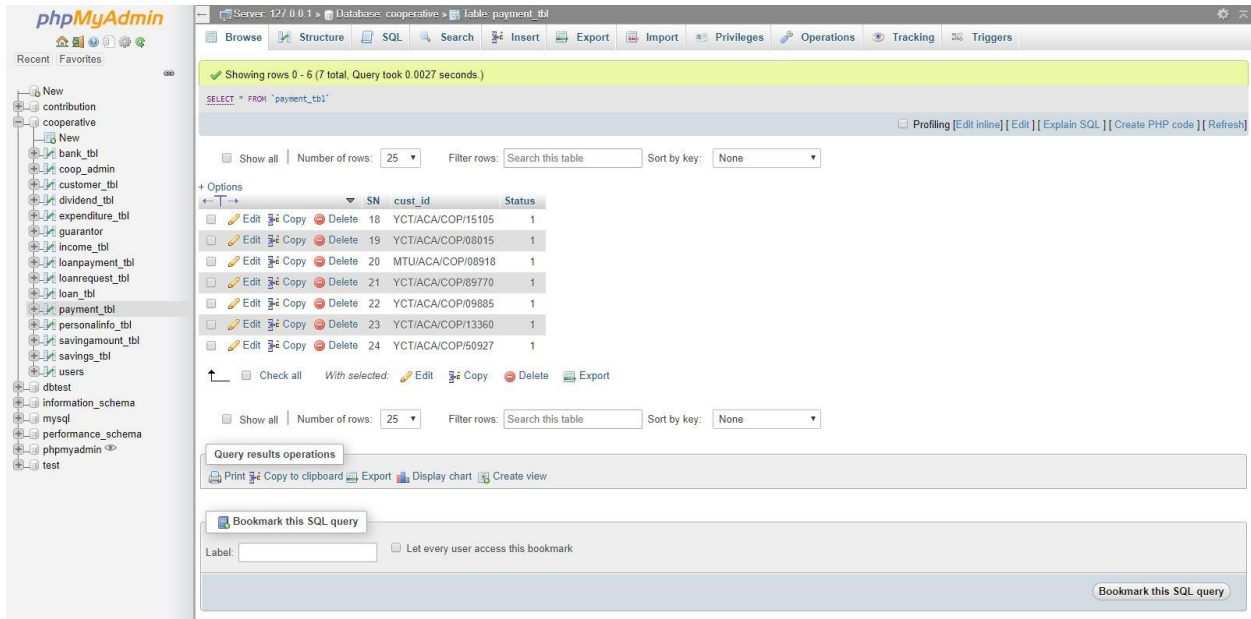 phpMyAdmin
Recent Favorites
New
contribution
cooperative
New
bank_tbl
coop_admin
customer_tbl
dividend_tbl
expenditure_tbl
guarantor
income_tbl
loanpayment_tbl
loanrequest_tbl
loan_tbl
payment_tbl
personalinfo_tbl
savingamount_tbl
savings_tbl
users
dbtest
information_schema
mysql
performance_schema
phpmyadmin
test
Server: 127.0.0.1 » Database: cooperative » Table: payment_tbl
Browse Structure SQL Search Insert Export Import Privileges Operations Tracking Triggers
Showing rows 0 - 6 (7 total, Query took 0.0027 seconds.)
SELECT * FROM `payment_tbl`
Profiling [Edit inline] [ Edit ] [ Explain SQL ] [ Create PHP code ] [ Refresh]
Show all Number of rows: 25 Filter rows: Search this table Sort by key: None
+ Options
SN cust_id Status
Edit Copy Delete 18 YCT/ACA/COP/15105 1
Edit Copy Delete 19 YCT/ACA/COP/08015 1
Edit Copy Delete 20 MTU/ACA/COP/08918 1
Edit Copy Delete 21 YCT/ACA/COP/89770 1
Edit Copy Delete 22 YCT/ACA/COP/09885 1
Edit Copy Delete 23 YCT/ACA/COP/13360 1
Edit Copy Delete 24 YCT/ACA/COP/50927 1
Check all With selected: Edit Copy Delete Export
Show all Number of rows: 25 Filter rows: Search this table Sort by key: None
Query results operations
Print Copy to clipboard Export Display chart Create view
Bookmark this SQL query
Label: Let every user access this bookmark
Bookmark this SQL query